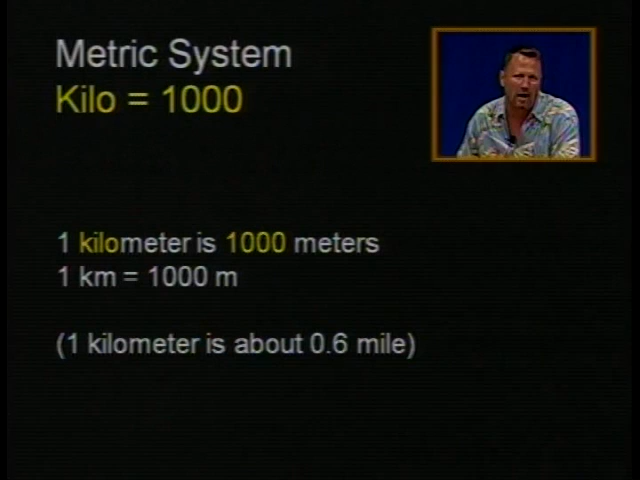 Metric System
Kilo = 1000
1 kilometer is 1000 meters
1 km = 1000 m
(1 kilometer is about 0.6 mile)